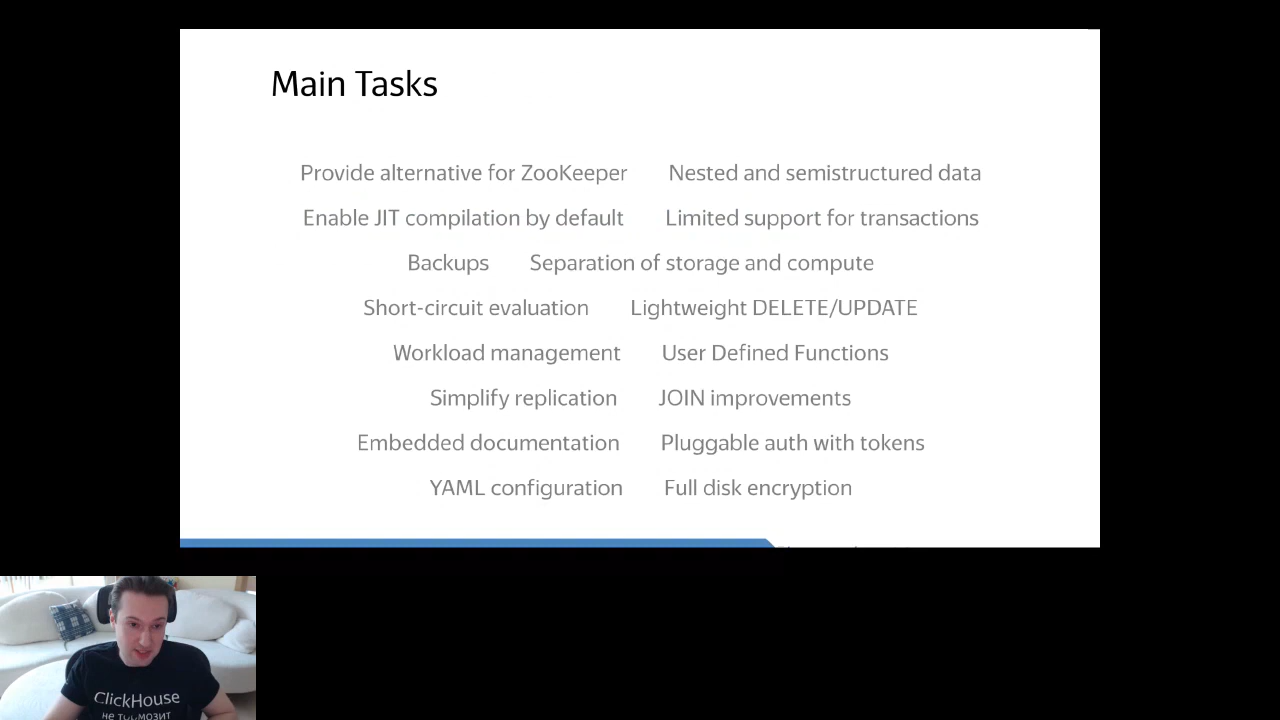 Main Tasks
Provide alternative for ZooKeeper Nested and semistructured data
Enable JIT compilation by default Limited support for transactions
Backups Separation of storage and compute
Short-circuit evaluation Lightweight DELETE/UPDATE
Workload management User Defined Functions
Simplify replication JOIN improvements
Embedded documentation Pluggable auth with tokens
YAML configuration Full disk encryption
ClickHouse
не тормозит